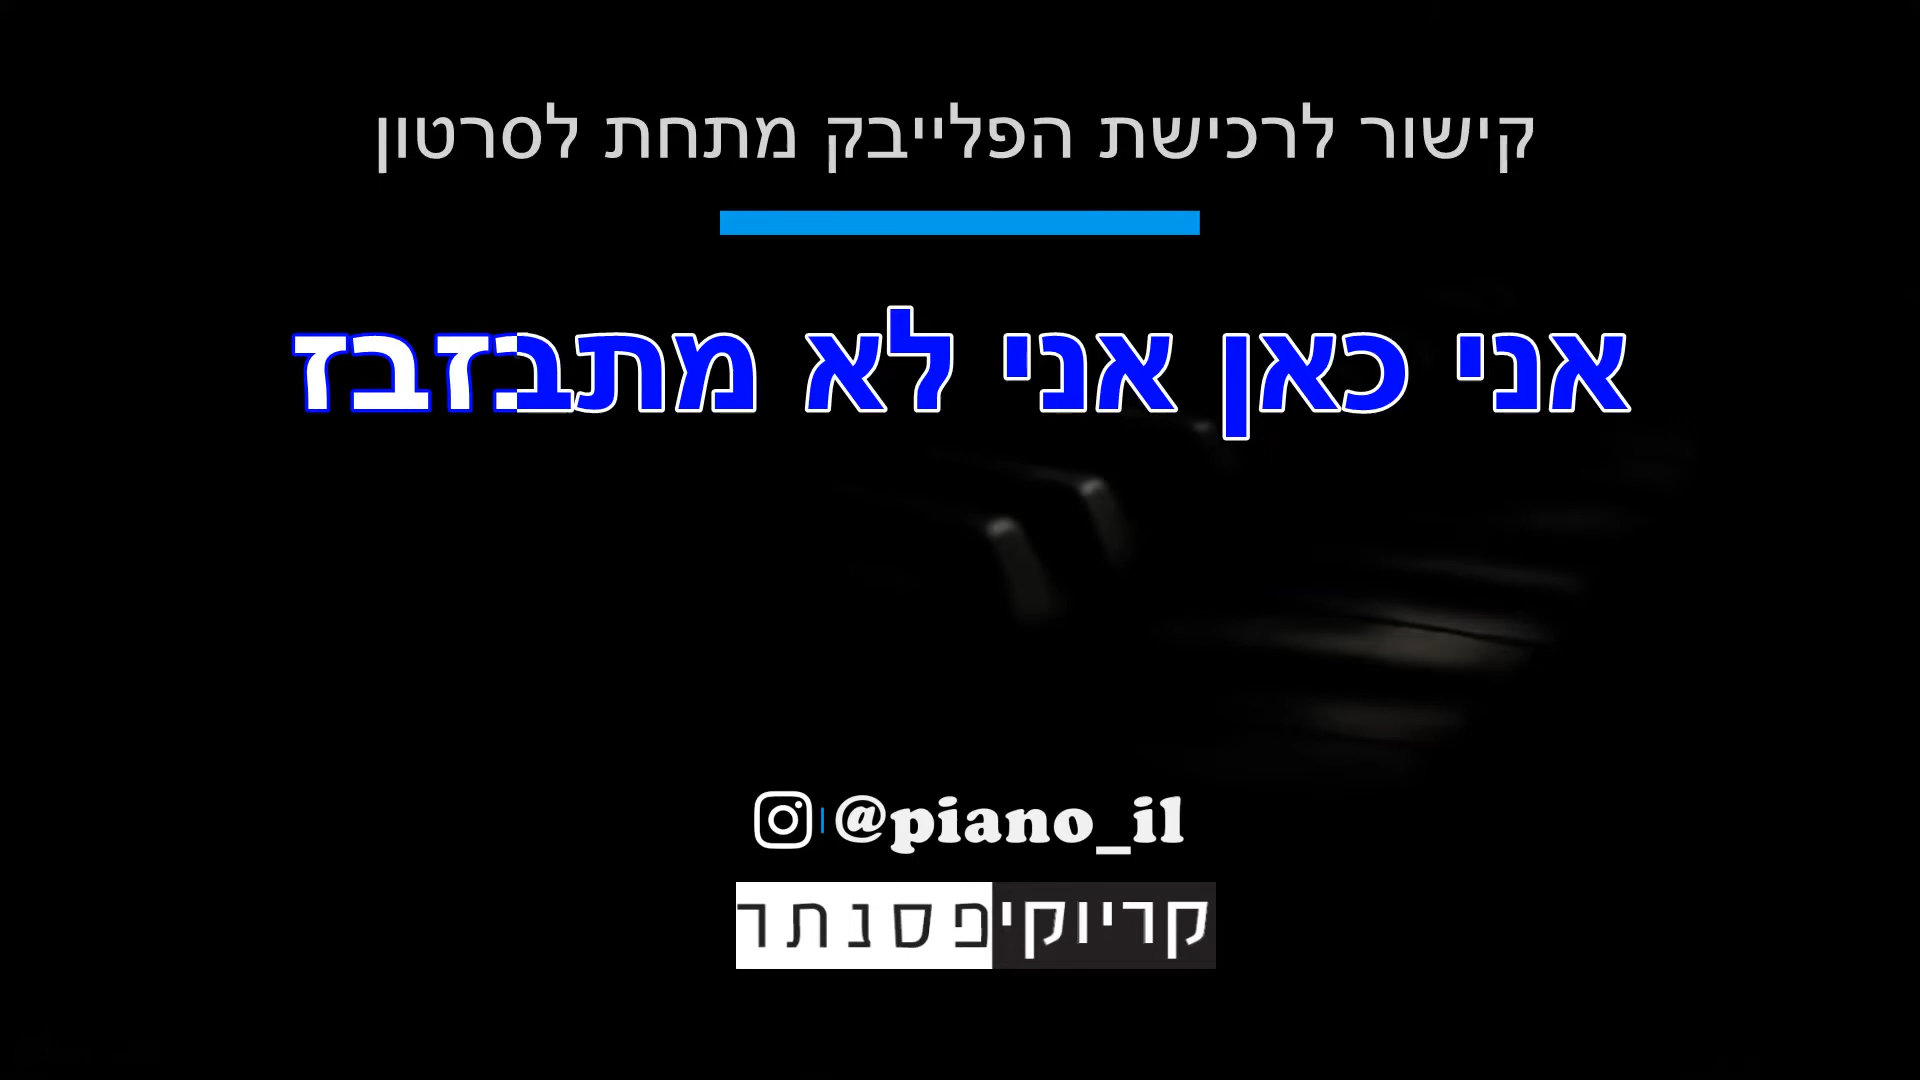 קישור לרכישת הפלייבק מתחת לסרטון
אני כאן אני לא מתבזבז
@piano_il
קריוקיפסנתר